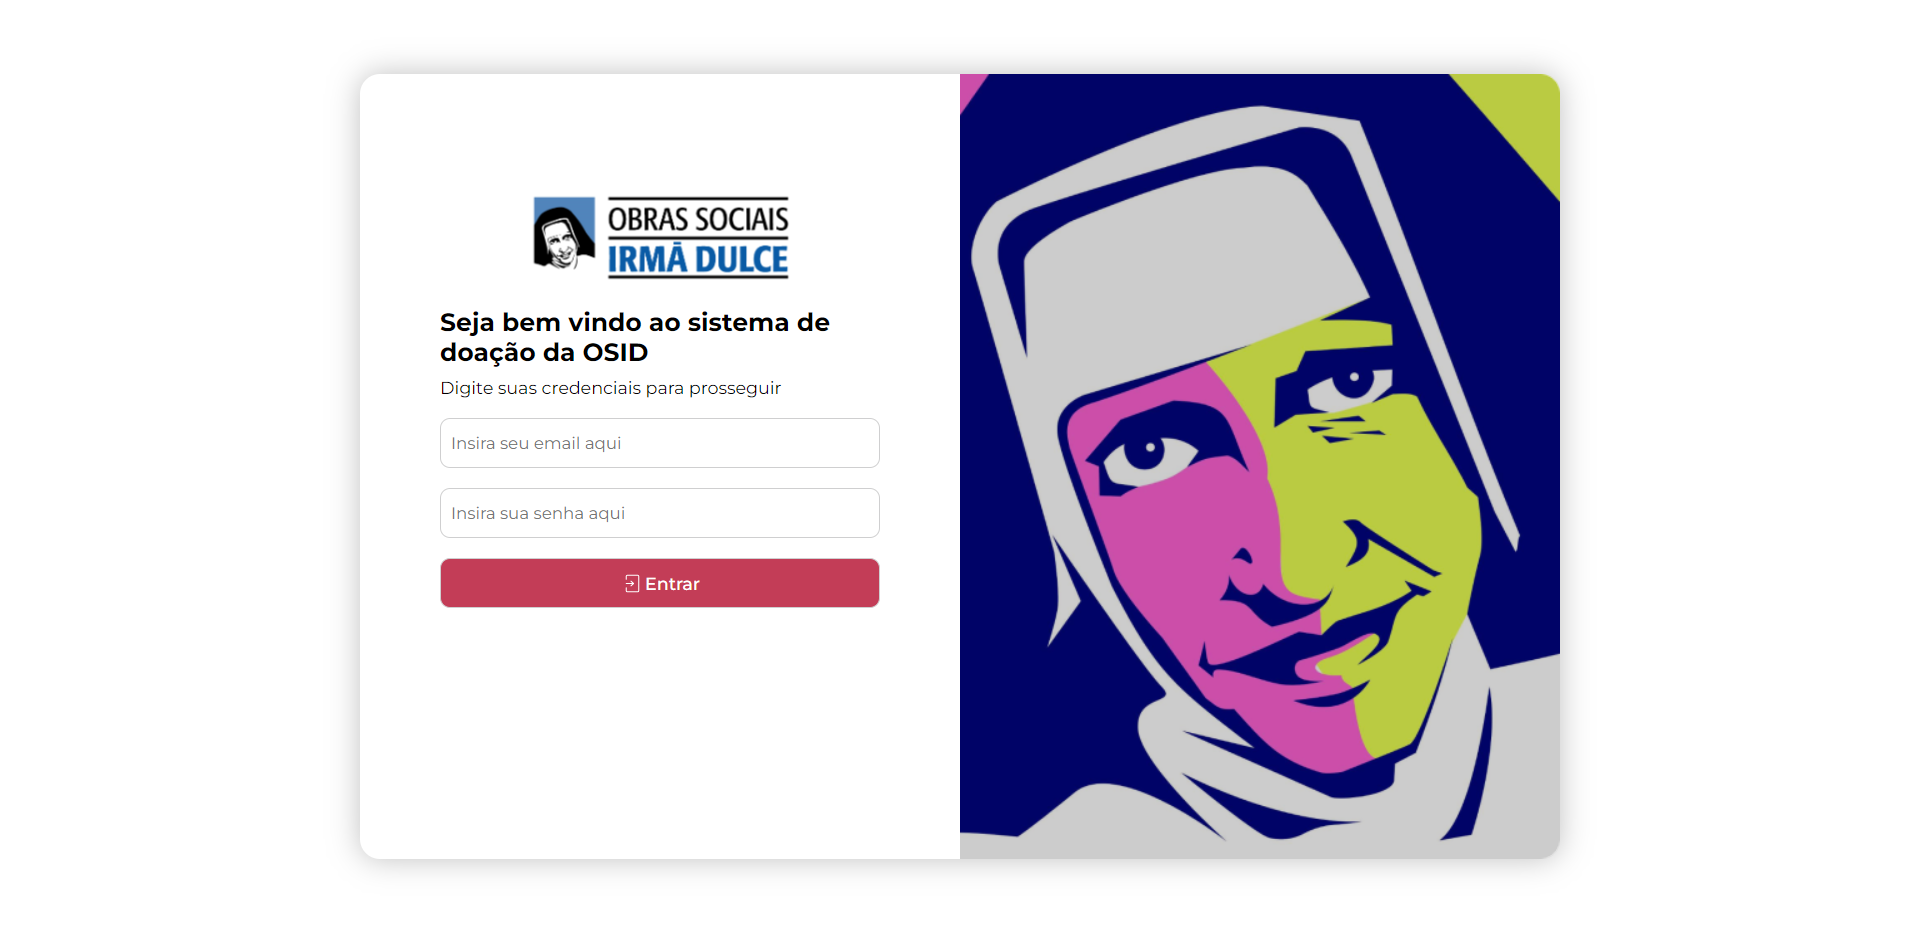 OBRAS SOCIAIS
IRMÃ DULCE
Seja bem vindo ao sistema de
doação da OSID
Digite suas credenciais para prosseguir
Insira seu email aqui
Insira sua senha aqui
Entrar